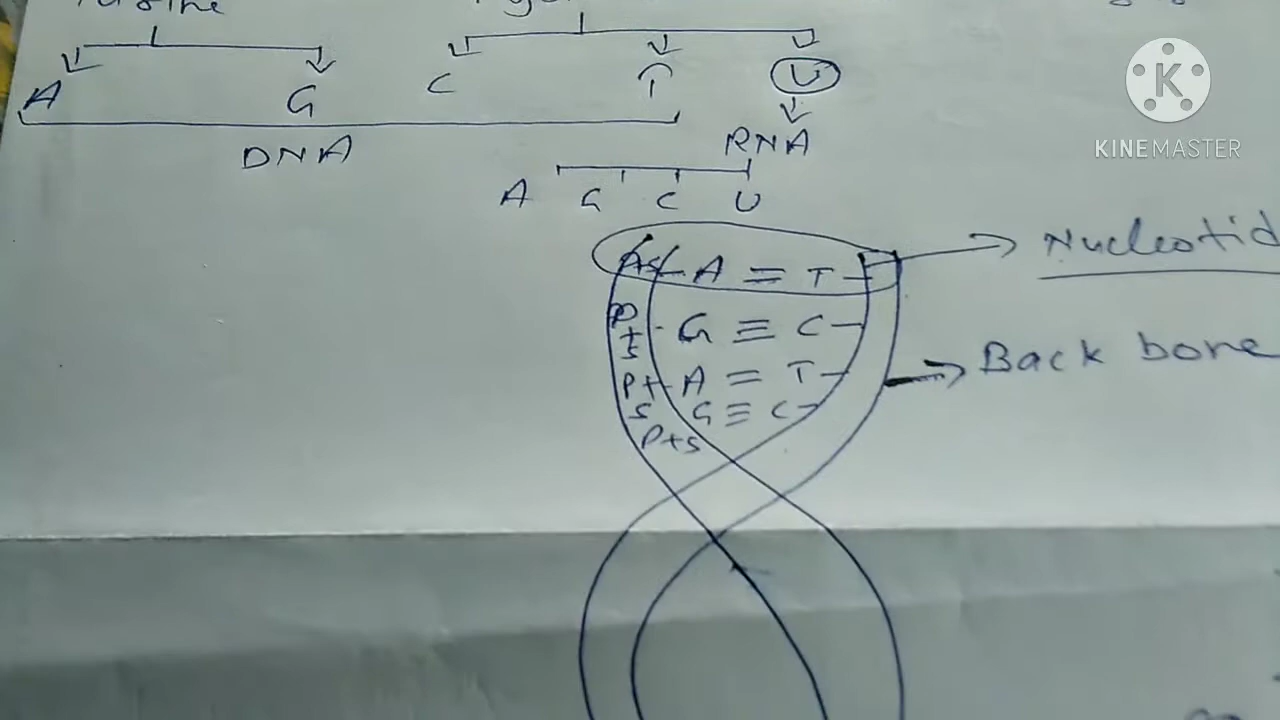 A G C T U
DNA
RNA
A G C U
A = T
Nucleotid
P+S G ≡ C
Back bone
P+S A = T
G ≡ C
P+S
K
KINEMASTER